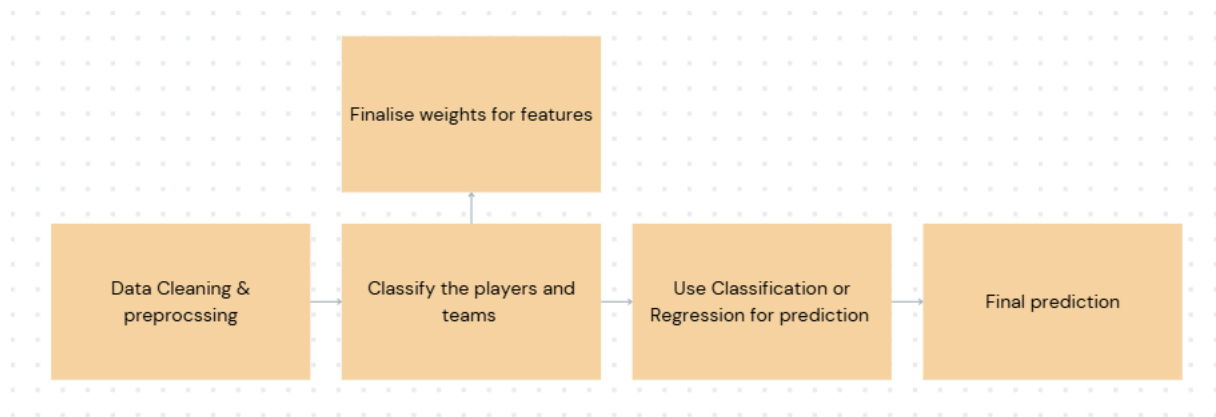 Finalise weights for features
Data Cleaning &
preprocssing
Classify the players and
teams
Use Classification or
Regression for prediction
Final prediction